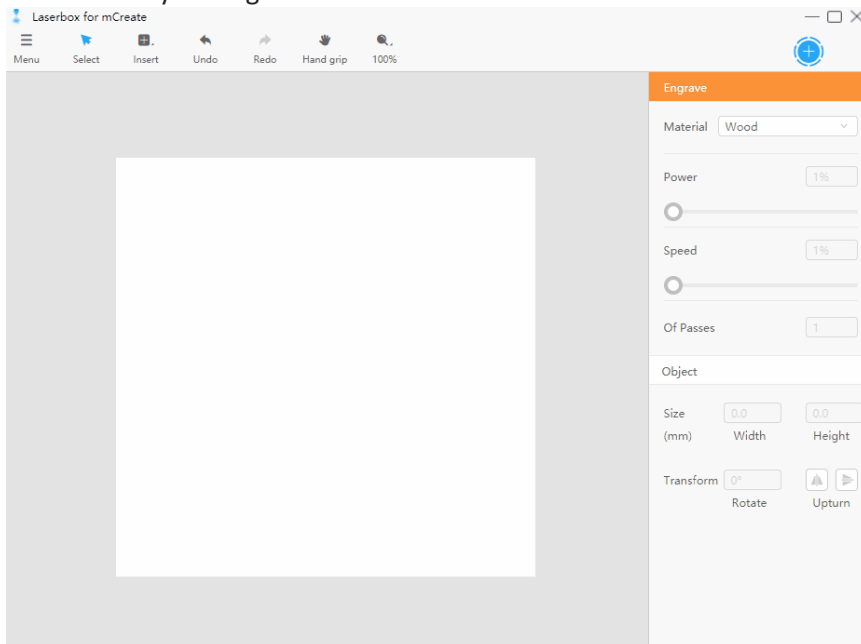 Laserbox for mCreate
Menu Select Insert Undo Redo Hand grip 100%
Engrave
Material Wood
Power 1%
Speed 1%
Of Passes 1
Object
Size 0.0 0.0
(mm) Width Height
Transform 0°
Rotate Upturn